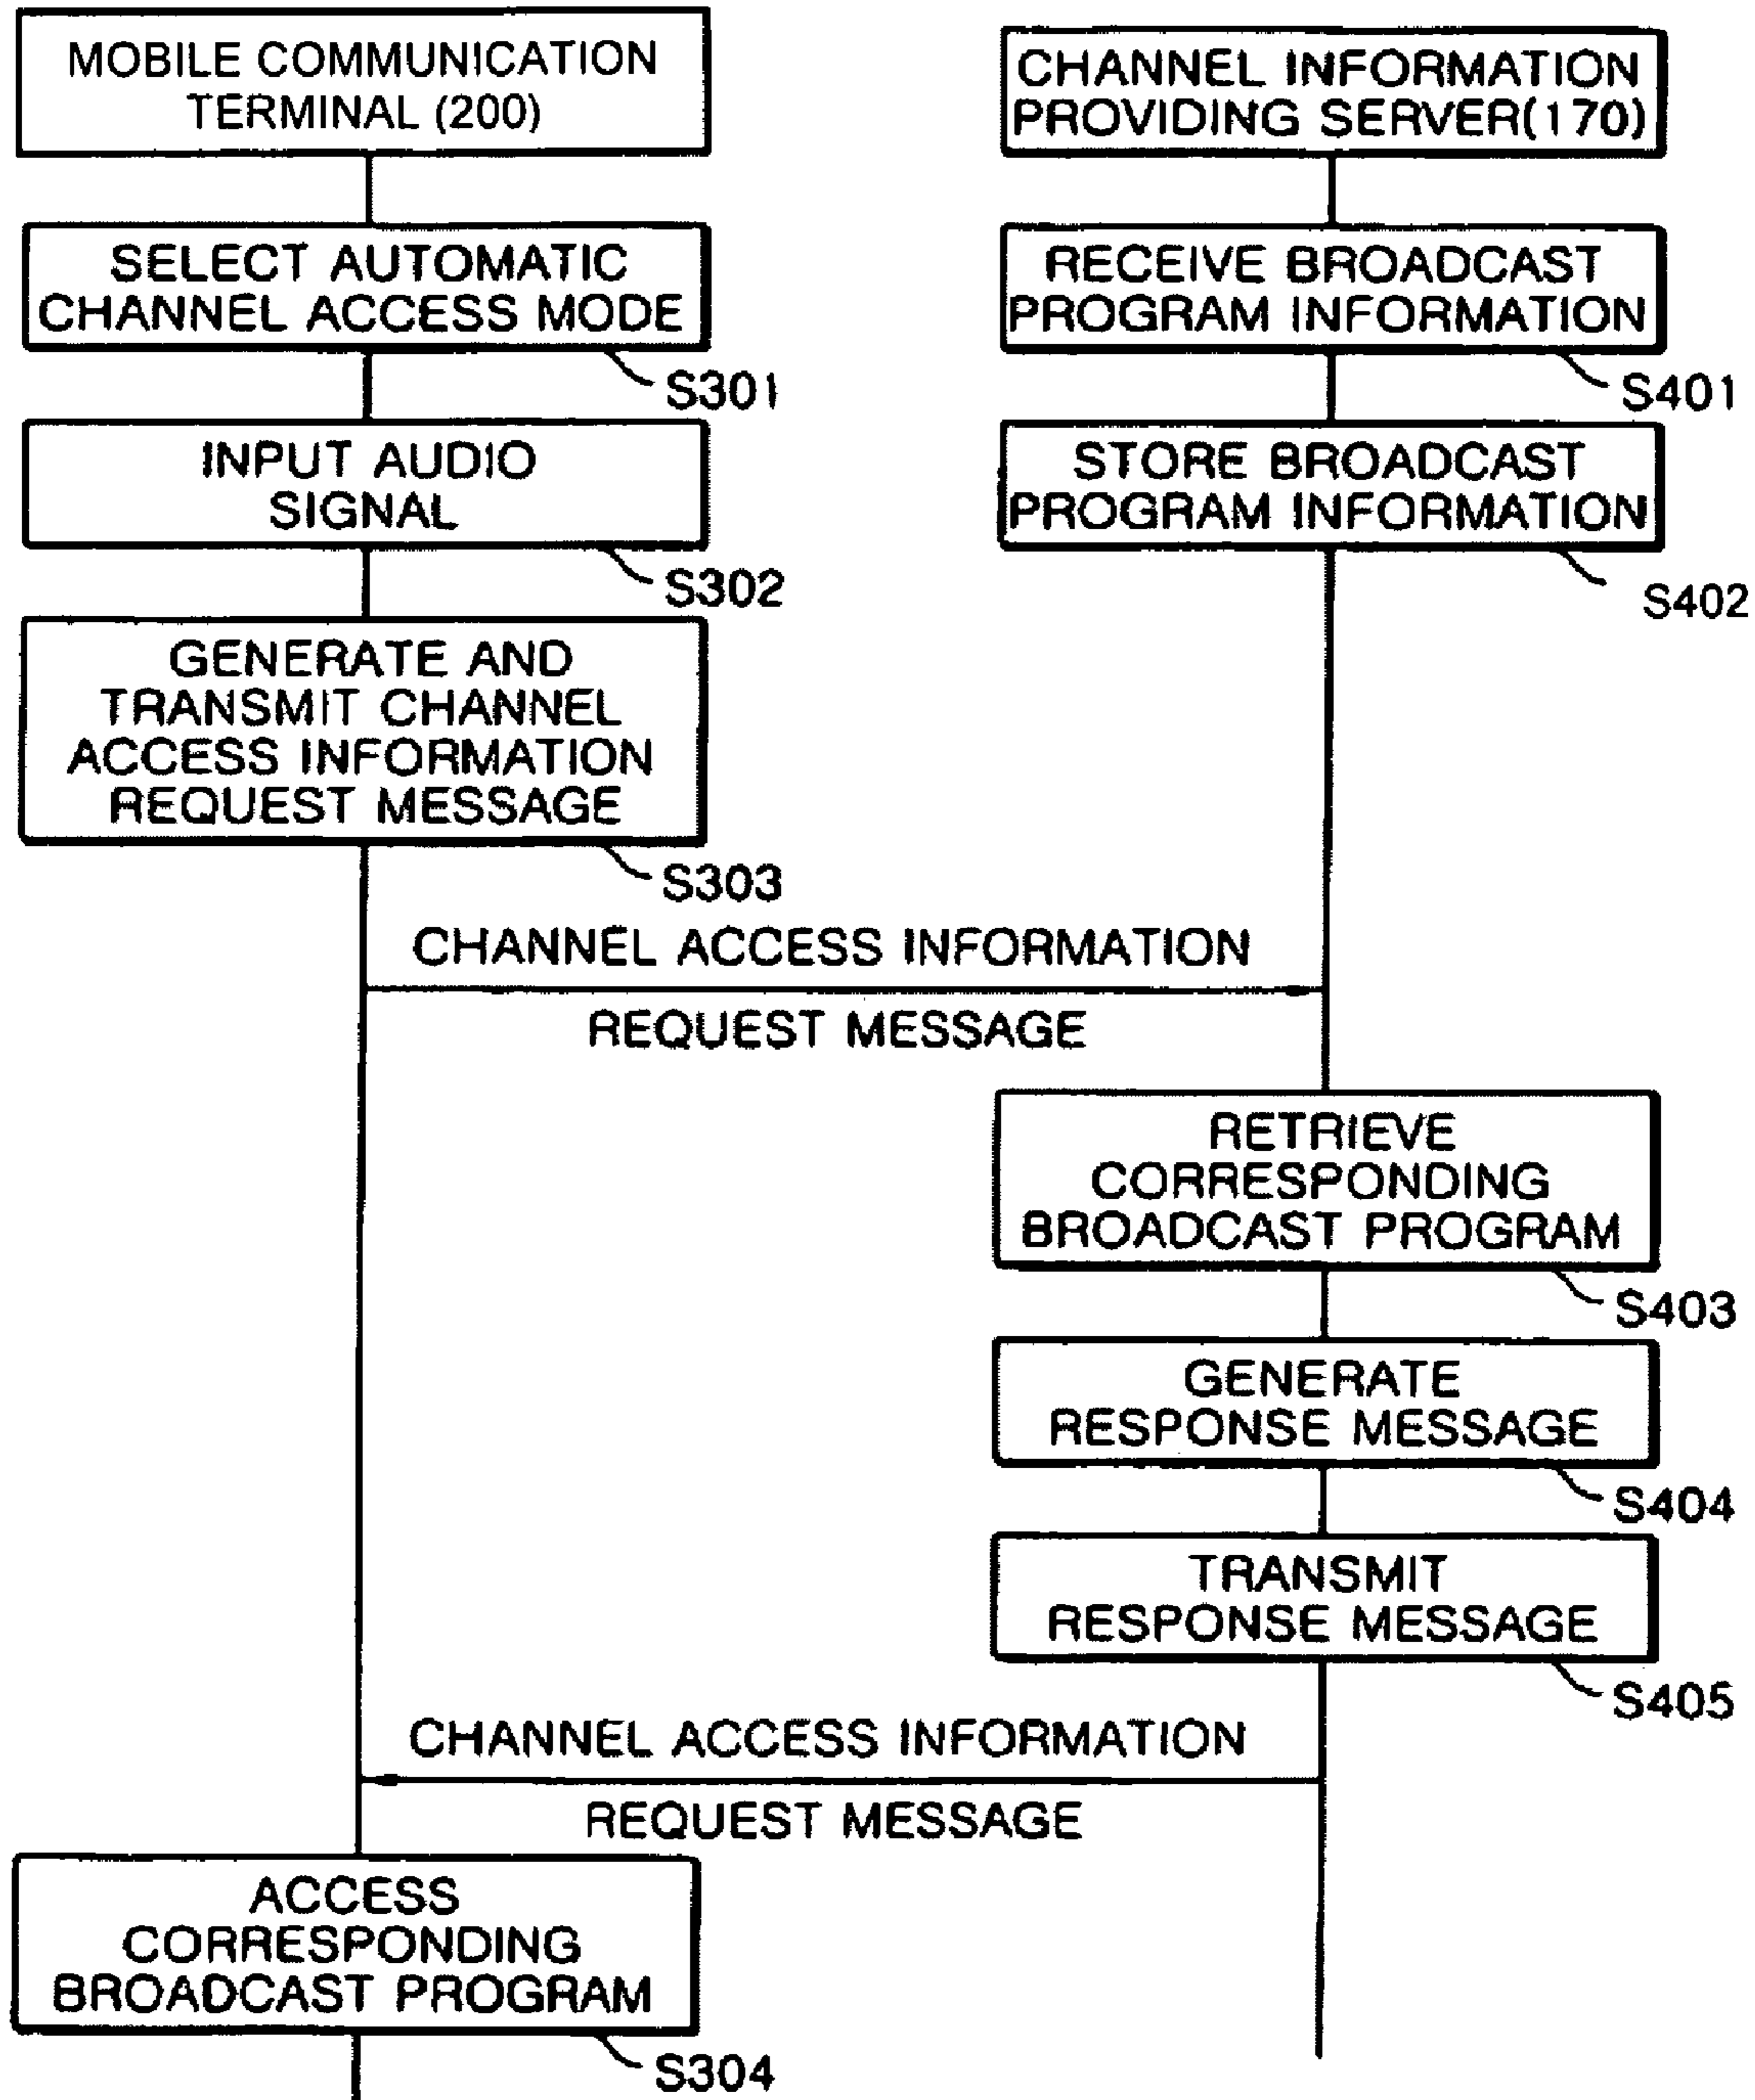 MOBILE COMMUNICATION
TERMINAL (200)
CHANNEL INFORMATION
PROVIDING SERVER(170)
SELECT AUTOMATIC
CHANNEL ACCESS MODE
S301
RECEIVE BROADCAST
PROGRAM INFORMATION
S401
INPUT AUDIO
SIGNAL
S302
STORE BROADCAST
PROGRAM INFORMATION
S402
GENERATE AND
TRANSMIT CHANNEL
ACCESS INFORMATION
REQUEST MESSAGE
S303
CHANNEL ACCESS INFORMATION
REQUEST MESSAGE
RETRIEVE
CORRESPONDING
BROADCAST PROGRAM
S403
GENERATE
RESPONSE MESSAGE
S404
TRANSMIT
RESPONSE MESSAGE
S405
CHANNEL ACCESS INFORMATION
REQUEST MESSAGE
ACCESS
CORRESPONDING
BROADCAST PROGRAM
S304